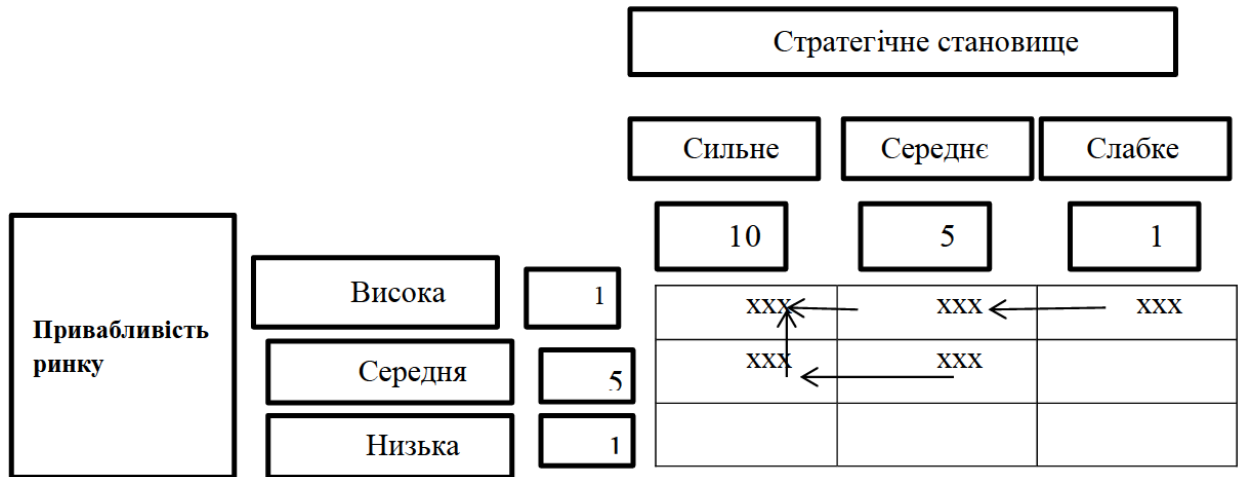 Стратегічне становище
Сильне Середнє Слабке
10 5 1
Висока 1
Привабливість
ринку
Середня 5
Низька 1
xxx xxx xxx
xxx xxx